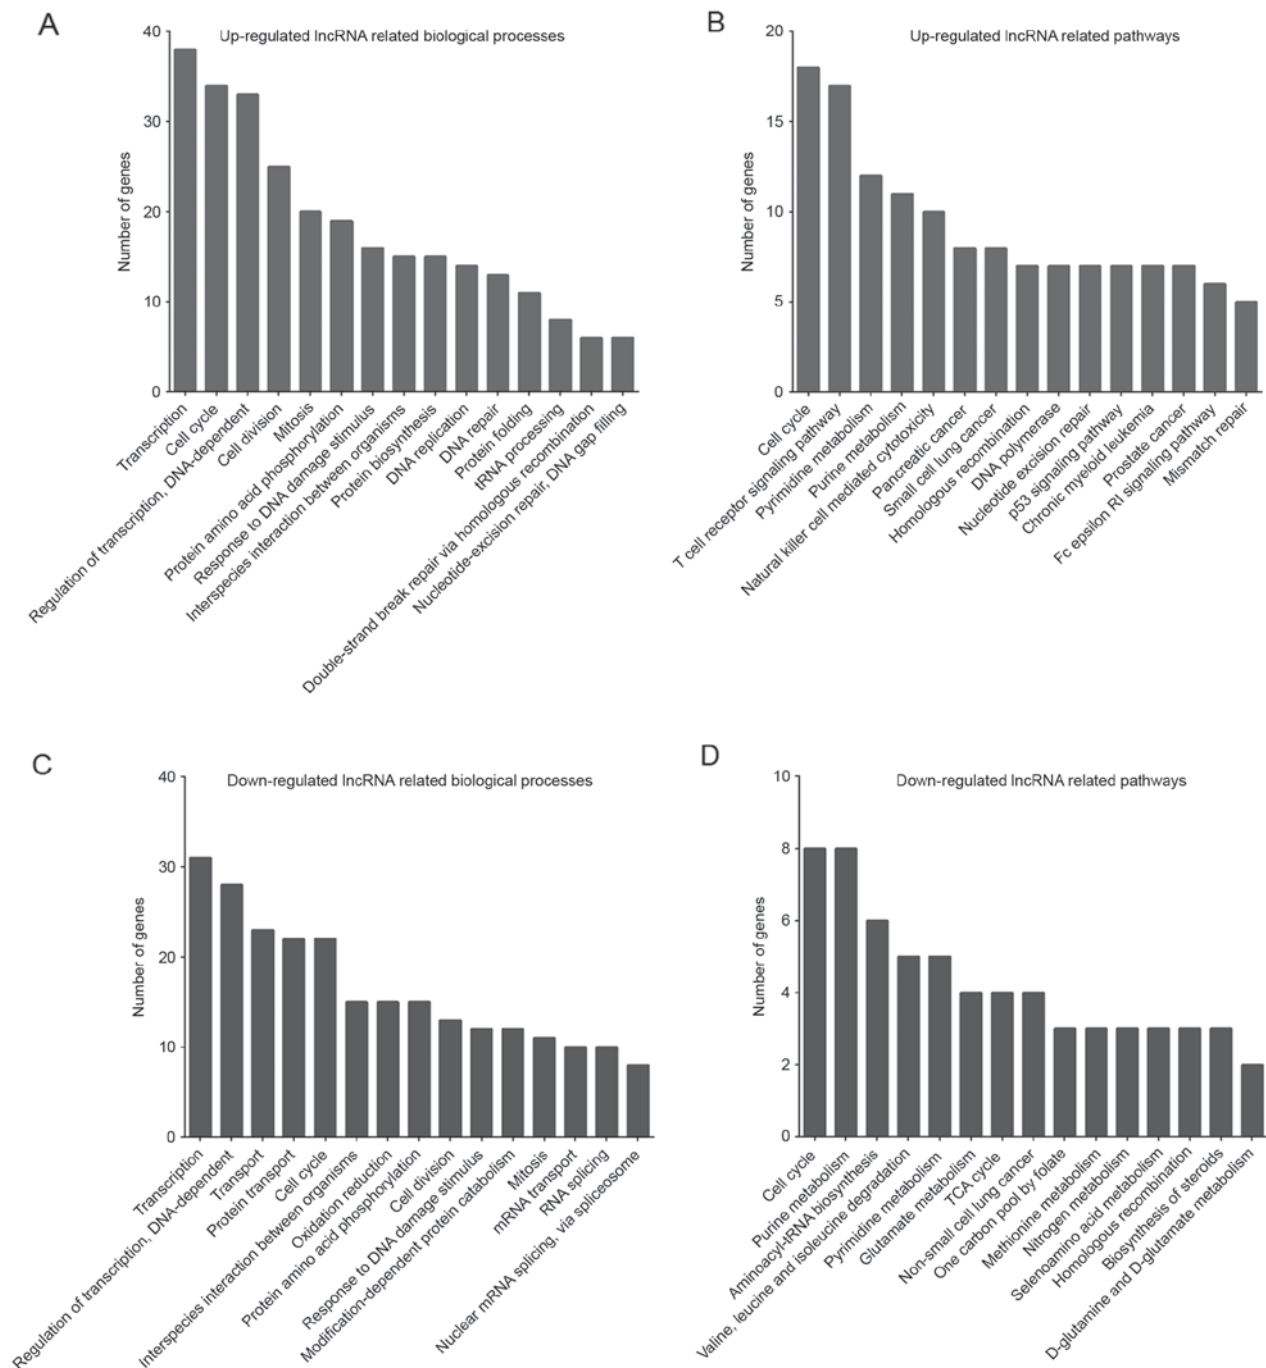 A
Up-regulated lncRNA related biological processes
Number of genes
40
30
20
10
0
Transcription
Cell cycle
Regulation of transcription, DNA-dependent
Cell division
Mitosis
Protein amino acid phosphorylation
Response to DNA damage stimulus
Interspecies interaction between organisms
Protein biosynthesis
DNA replication
DNA repair
Protein folding
tRNA processing
Double-strand break repair via homologous recombination
Nucleotide-excision repair, DNA gap filling
B
Up-regulated lncRNA related pathways
Number of genes
20
15
10
5
0
Cell cycle
T cell receptor signaling pathway
Pyrimidine metabolism
Purine metabolism
Natural killer cell mediated cytotoxicity
Pancreatic cancer
Small cell lung cancer
Homologous recombination
DNA polymerase
Nucleotide excision repair
p53 signaling pathway
Chronic myeloid leukemia
Prostate cancer
Fc epsilon RI signaling pathway
Mismatch repair
C
Down-regulated lncRNA related biological processes
Number of genes
40
30
20
10
0
Transcription
Regulation of transcription, DNA-dependent
Transport
Protein transport
Cell cycle
Interspecies interaction between organisms
Oxidation reduction
Protein amino acid phosphorylation
Cell division
Response to DNA damage stimulus
Modification-dependent protein catabolism
Mitosis
mRNA transport
RNA splicing
Nuclear mRNA splicing, via spliceosome
D
Down-regulated lncRNA related pathways
Number of genes
10
8
6
4
2
0
Cell cycle
Purine metabolism
Aminoacyl-tRNA biosynthesis
Valine, leucine and isoleucine degradation
Pyrimidine metabolism
Glutamate metabolism
TCA cycle
Non-small cell lung cancer
One carbon pool by folate
Methionine metabolism
Nitrogen metabolism
Selenoamino acid metabolism
Homologous recombination
Biosynthesis of steroids
D-glutamine and D-glutamate metabolism